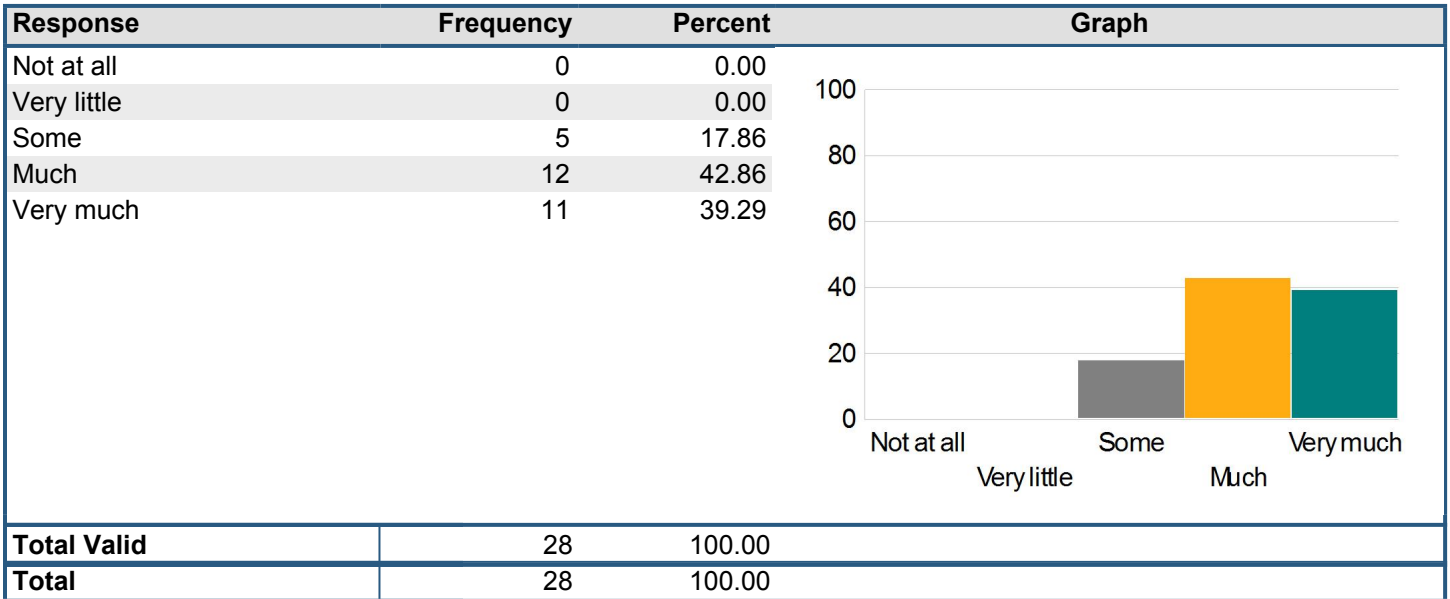 Response Frequency Percent Graph
Not at all 0 0.00
Very little 0 0.00
Some 5 17.86
Much 12 42.86
Very much 11 39.29
100
80
60
40
20
0
Not at all Some Very much
Very little Much
Total Valid 28 100.00
Total 28 100.00